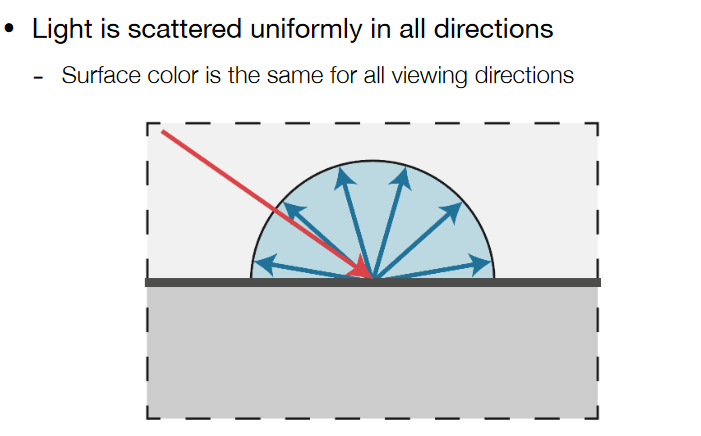 • Light is scattered uniformly in all directions
- Surface color is the same for all viewing directions